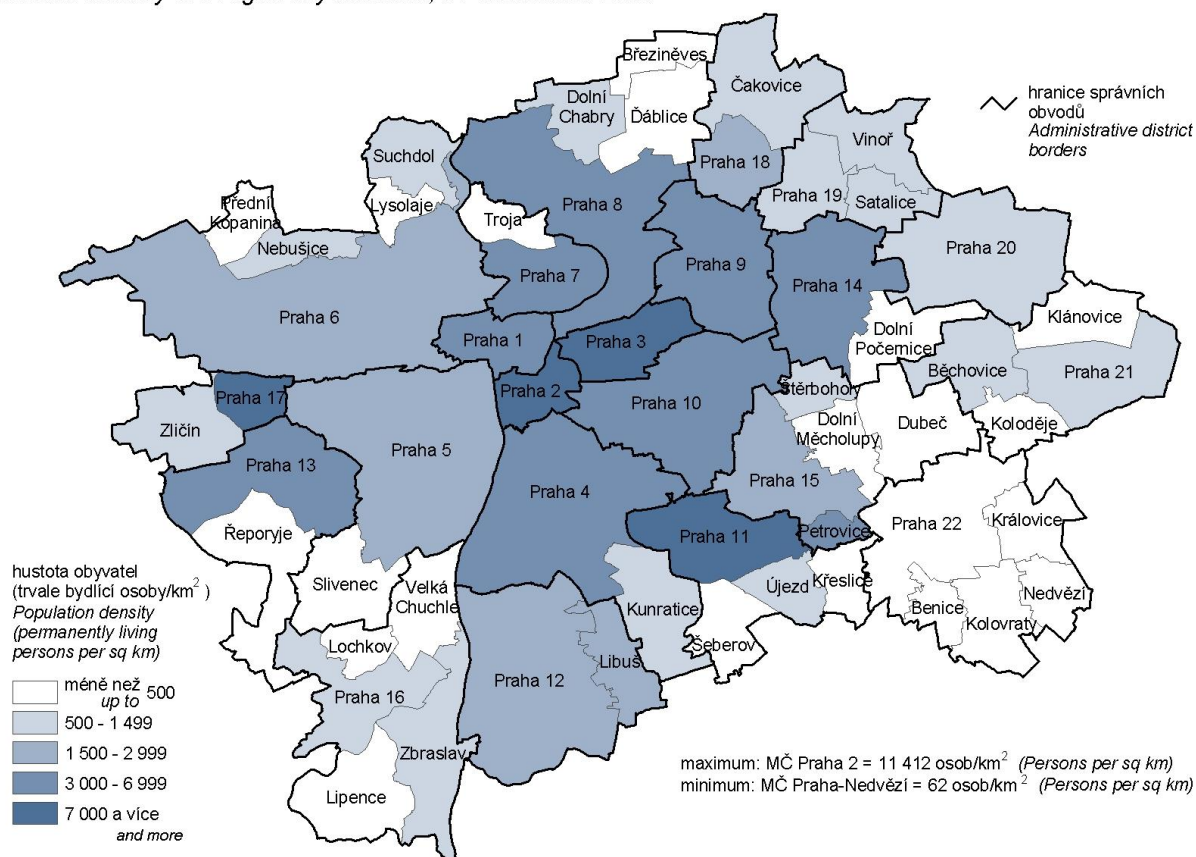 Březiněves
Čakovice
Dolní
Chabry
Ďáblice
hranice správních
obvodů
Administrative district
borders
Vinoř
Suchdol
Praha 18
Praha 19
Satalice
Přední
Kopanina
Lysolaje
Troja
Praha 8
Nebušice
Praha 20
Praha 7
Praha 9
Praha 14
Praha 6
Klánovice
Praha 1
Praha 3
Dolní
Počernice
Běchovice
Praha 21
Praha 17
Praha 2
Štěrboholy
Praha 10
Zličín
Dolní
Měcholupy
Dubeč
Koloděje
Praha 5
Praha 13
Praha 4
Praha 15
Řeporyje
Praha 11
Petrovice
Praha 22
Královice
hustota obyvatel
(trvale bydlící osoby/km²)
Population density
(permanently living
persons per sq km)
Slivenec
Velká
Chuchle
Kunratice
Újezd
Křeslice
Benice
Nedvězí
Kolovraty
Lochkov
Šeberov
Libuš
Praha 12
Praha 16
Zbraslav
Lipence
méně než
up to 500
500 - 1 499
1 500 - 2 999
3 000 - 6 999
7 000 a více
and more
maximum: MČ Praha 2 = 11 412 osob/km² (Persons per sq km)
minimum: MČ Praha-Nedvězí = 62 osob/km² (Persons per sq km)